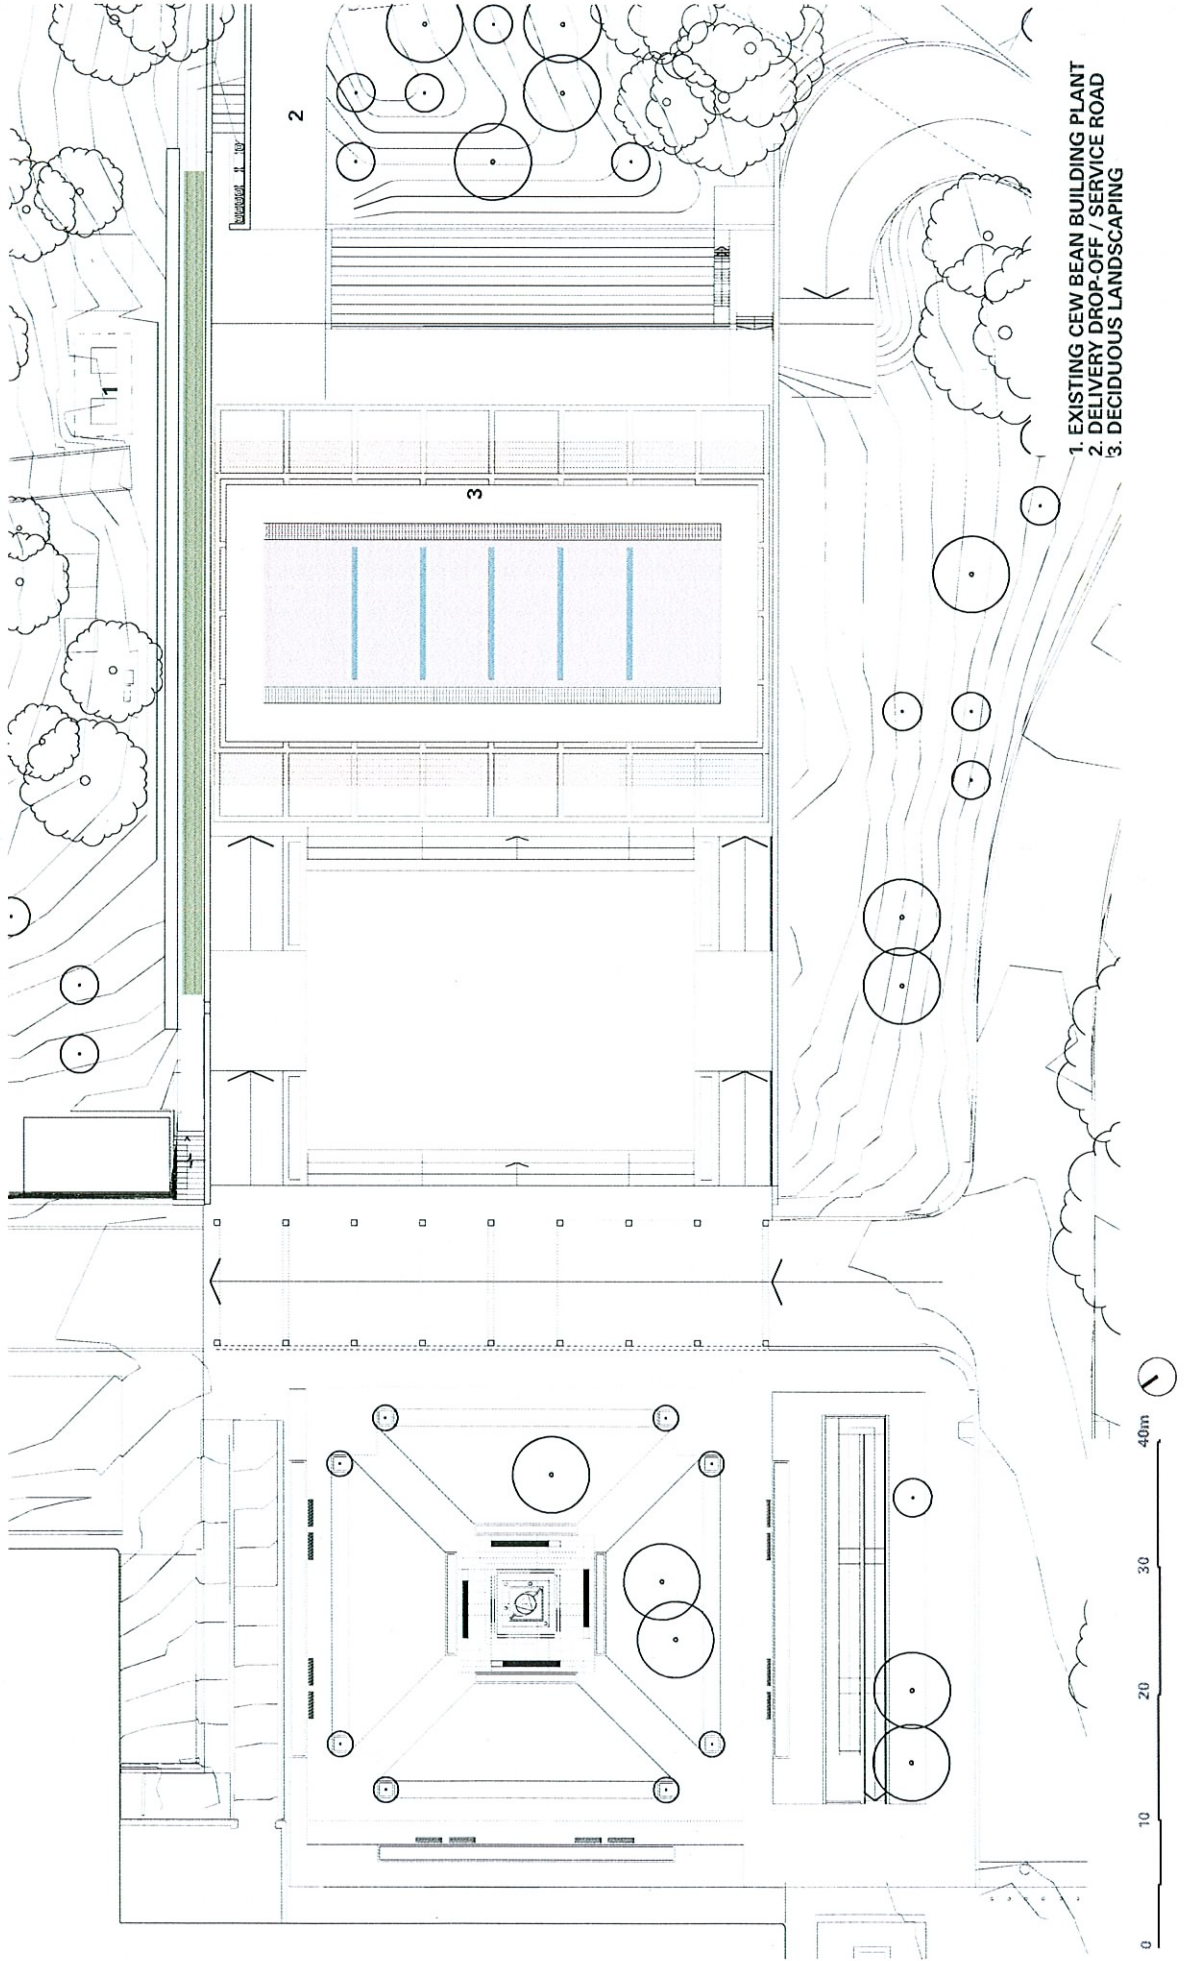 1. EXISTING CEW BEAN BUILDING PLANT
2. DELIVERY DROP-OFF / SERVICE ROAD
3. DECIDUOUS LANDSCAPING
1
2
3
0 10 20 30 40m